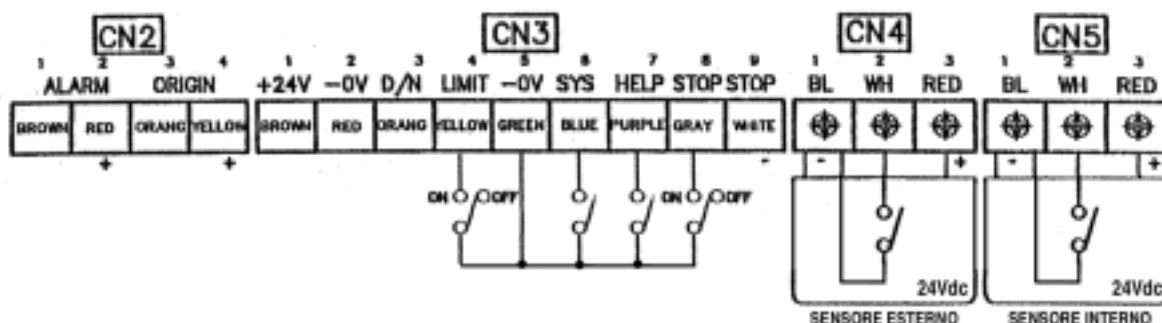 CN2 CN3 CN4 CN5
1 2 3 4 1 2 3 4 5 6 7 8 9 1 2 3 1 2 3
ALARM ORIGIN +24V -0V D/N LIMIT -0V SYS HELP STOP STOP BL WH RED BL WH RED
BROWN RED ORANG YELLOW BROWN RED ORANG YELLOW GREEN BLUE PURPLE GRAY WHITE
+ + - - + - +
ON OFF ON OFF
24Vdc 24Vdc
SENSORE ESTERNO SENSORE INTERNO